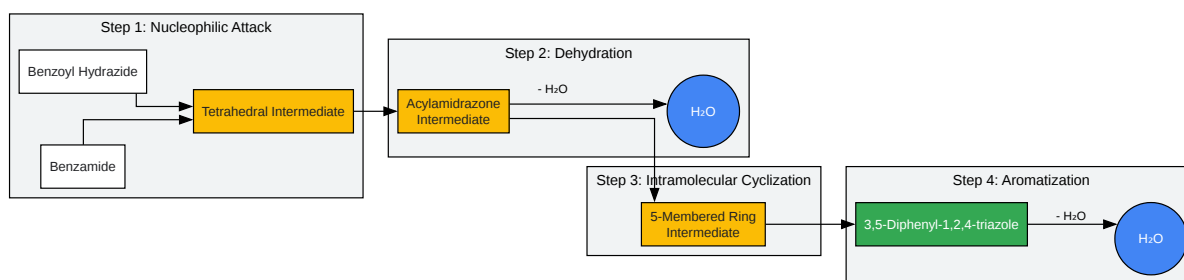 Step 1: Nucleophilic Attack
Benzoyl Hydrazide
Tetrahedral Intermediate
Benzamide
Step 2: Dehydration
Acylamidrazone
Intermediate
- H₂O
H₂O
Step 3: Intramolecular Cyclization
5-Membered Ring
Intermediate
Step 4: Aromatization
3,5-Diphenyl-1,2,4-triazole
- H₂O
H₂O